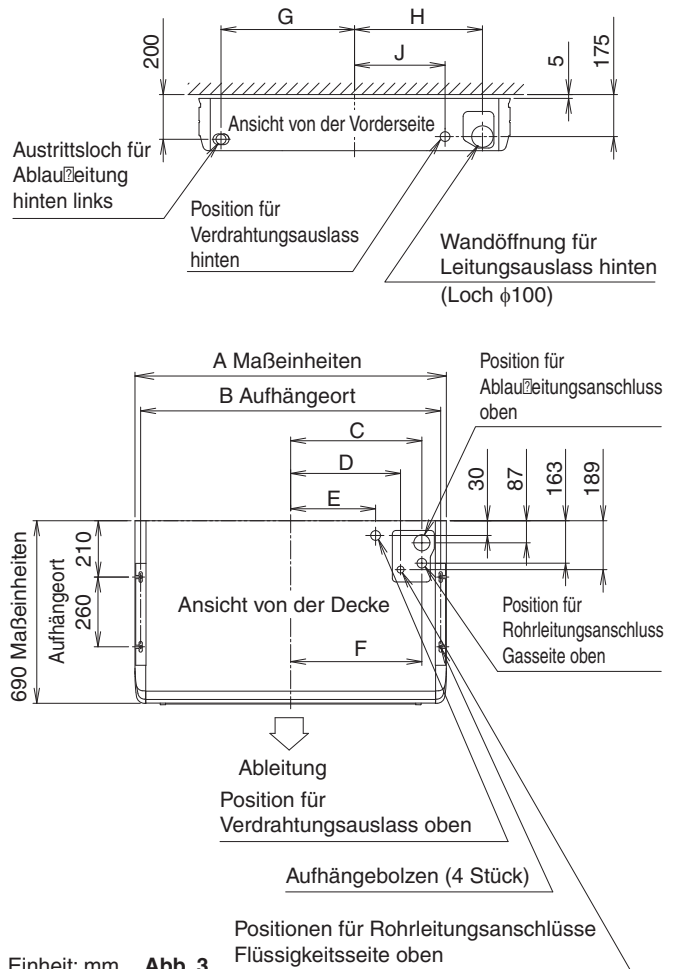 G
H
J
200
5
175
Ansicht von der Vorderseite
Austrittsloch für
Ablau�eitung
hinten links
Position für
Verdrahtungsauslass
hinten
Wandöffnung für
Leitungsauslass hinten
(Loch ϕ100)
A Maßeinheiten
B Aufhängeort
C
D
E
Position für
Ablau�eitungsanschluss
oben
30
87
163
189
690 Maßeinheiten
Aufhängeort
210
260
Ansicht von der Decke
F
Position für
Rohrleitungsanschluss
Gasseite oben
Ableitung
Position für
Verdrahtungsauslass oben
Aufhängebolzen (4 Stück)
Positionen für Rohrleitungsanschlüsse
Flüssigkeitsseite oben
Einheit: mm Abb. 3